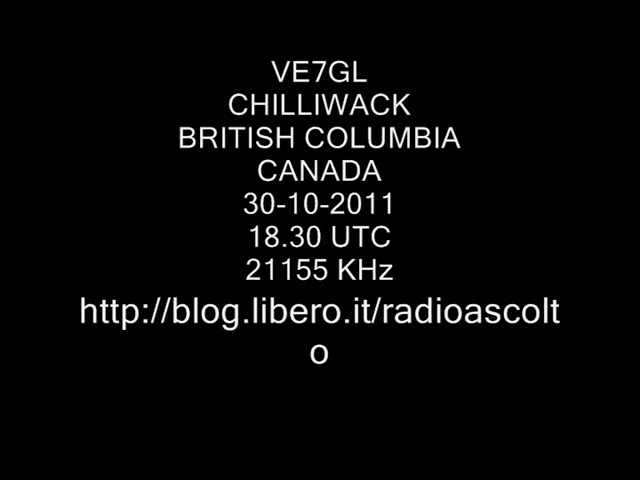 VE7GL
CHILLIWACK
BRITISH COLUMBIA
CANADA
30-10-2011
18.30 UTC
21155 KHz
http://blog.libero.it/radioascolt
o